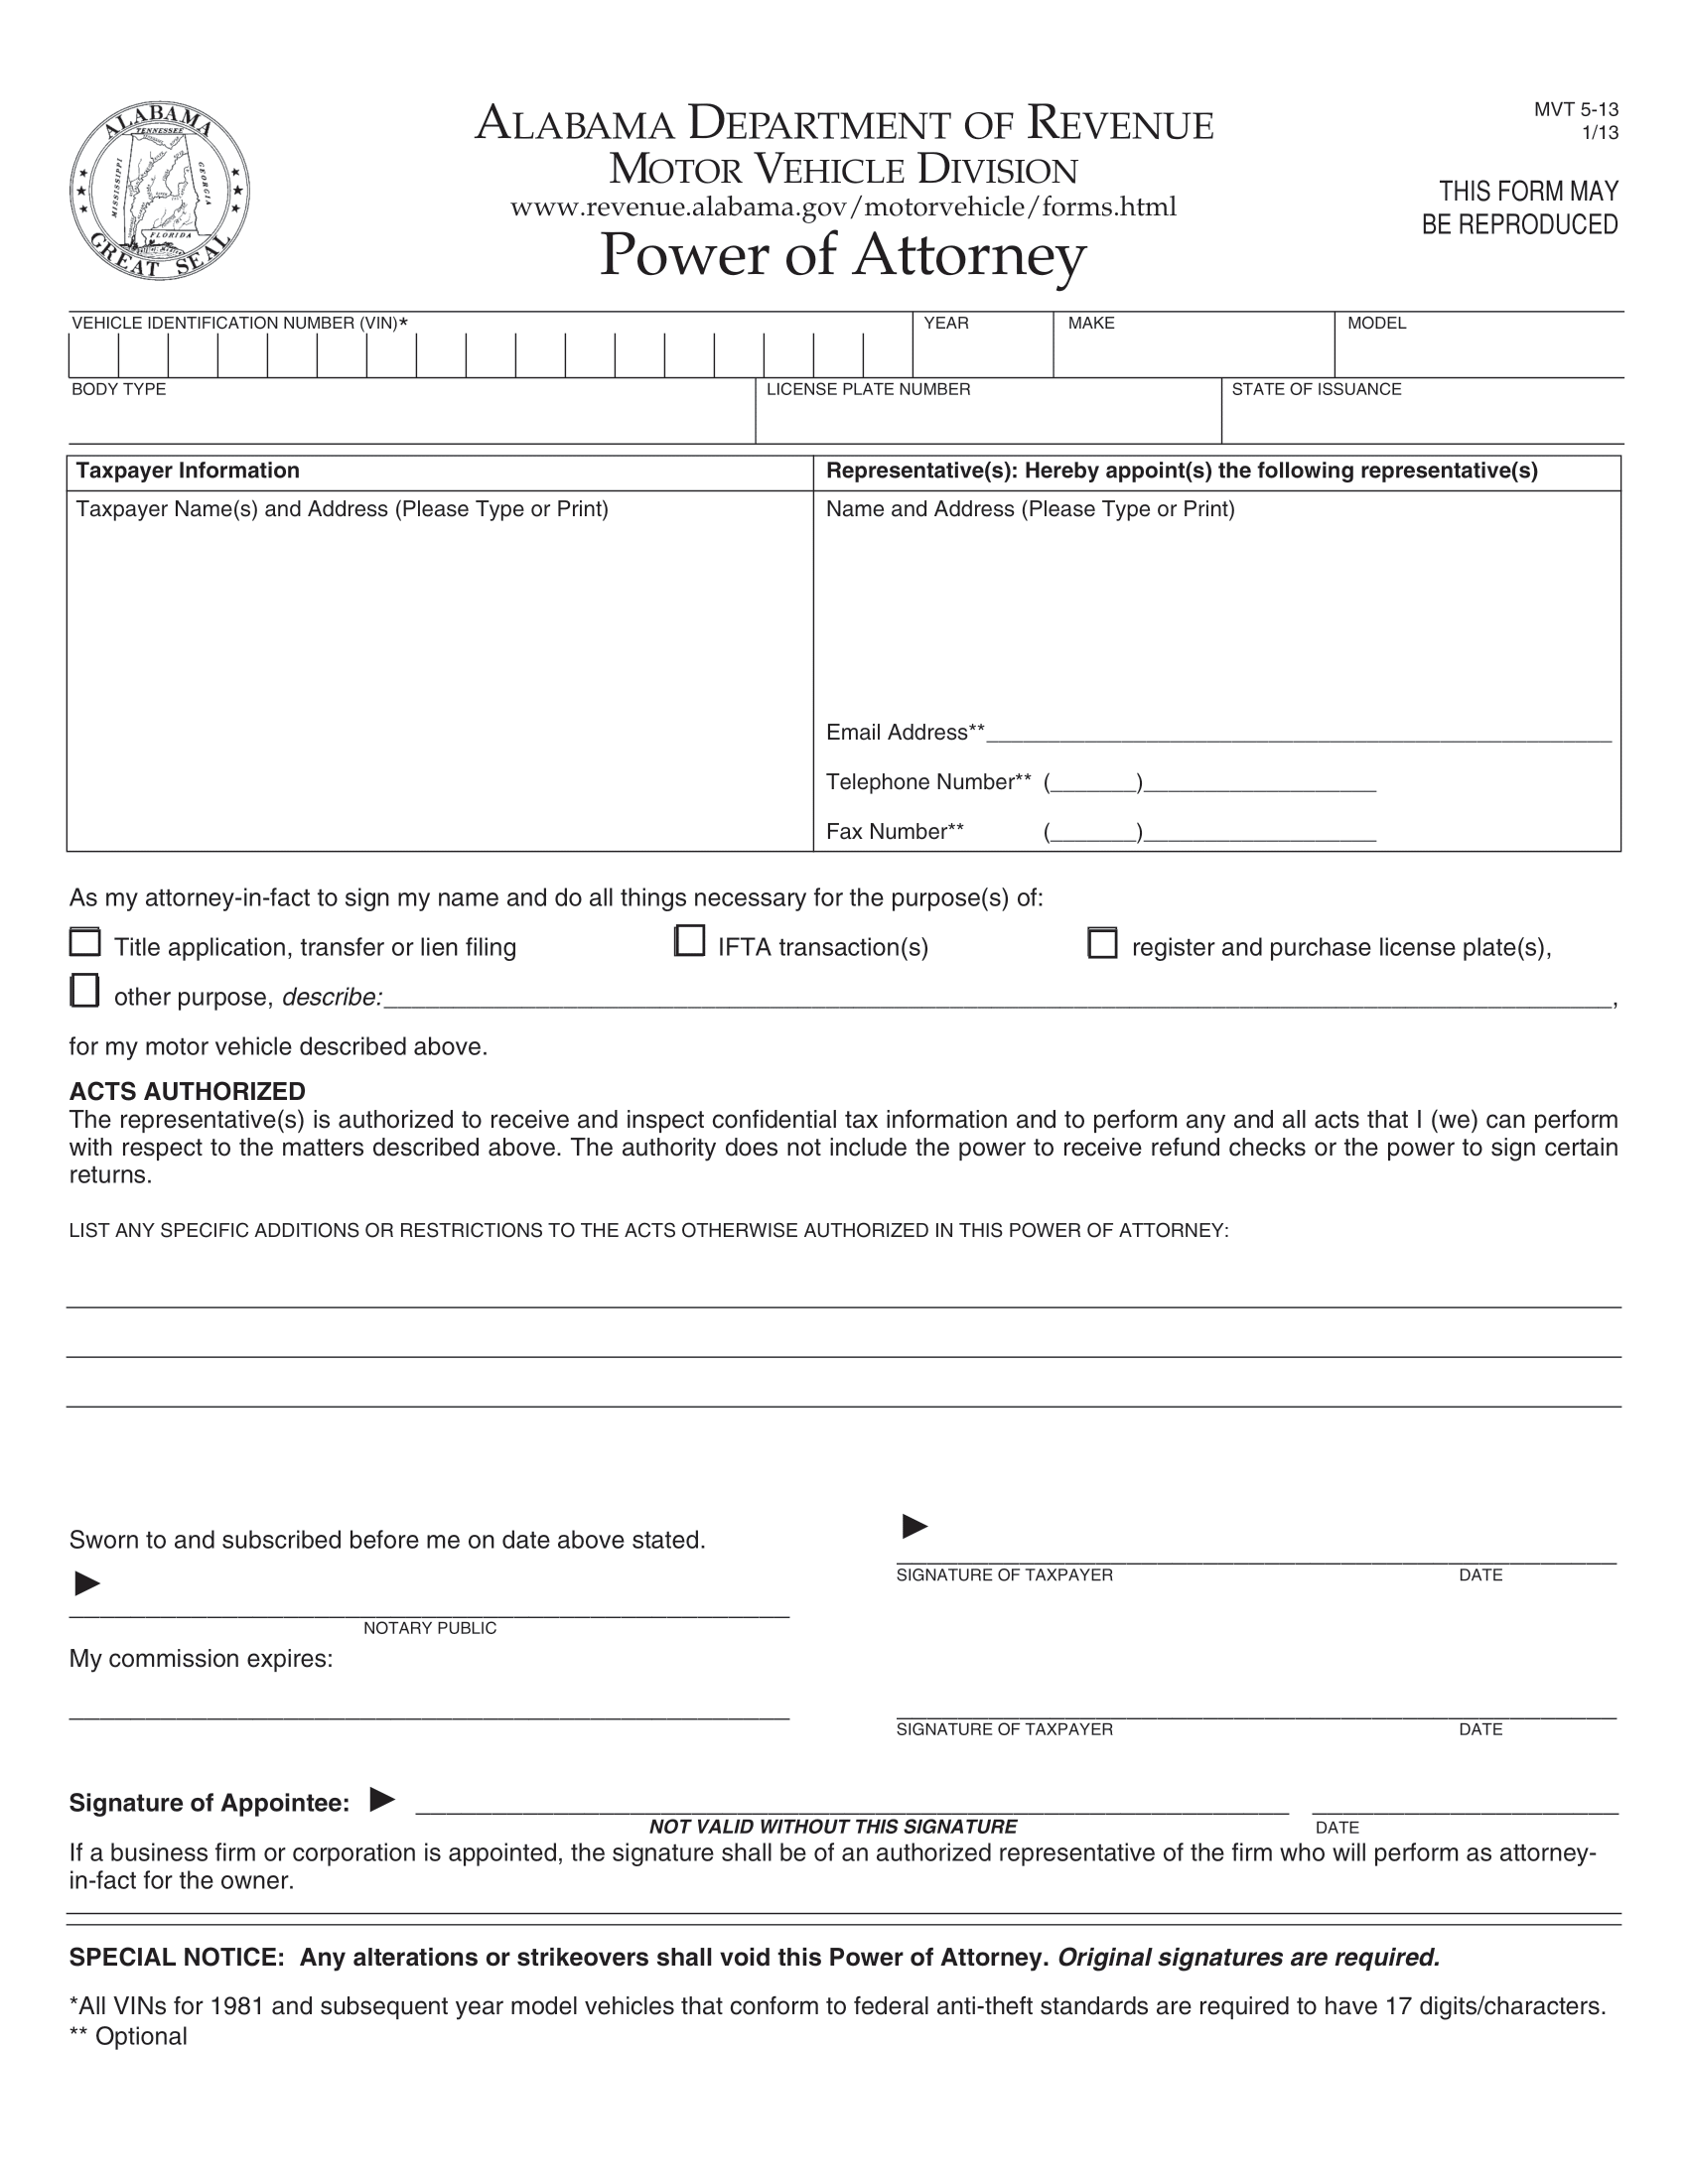 ALABAMA
TENNESSEE
MISSISSIPPI
GEORGIA
FLORIDA
GREAT SEAL
ALABAMA DEPARTMENT OF REVENUE
MOTOR VEHICLE DIVISION
www.revenue.alabama.gov/motorvehicle/forms.html
Power of Attorney
MVT 5-13
1/13
THIS FORM MAY
BE REPRODUCED
VEHICLE IDENTIFICATION NUMBER (VIN)* YEAR MAKE MODEL
BODY TYPE LICENSE PLATE NUMBER STATE OF ISSUANCE
Taxpayer Information
Taxpayer Name(s) and Address (Please Type or Print)
Representative(s): Hereby appoint(s) the following representative(s)
Name and Address (Please Type or Print)
Email Address**
Telephone Number** ( )
Fax Number** ( )
As my attorney-in-fact to sign my name and do all things necessary for the purpose(s) of:
Title application, transfer or lien filing IFTA transaction(s) register and purchase license plate(s),
other purpose, describe: ,
for my motor vehicle described above.
ACTS AUTHORIZED
The representative(s) is authorized to receive and inspect confidential tax information and to perform any and all acts that I (we) can perform
with respect to the matters described above. The authority does not include the power to receive refund checks or the power to sign certain
returns.
LIST ANY SPECIFIC ADDITIONS OR RESTRICTIONS TO THE ACTS OTHERWISE AUTHORIZED IN THIS POWER OF ATTORNEY:
Sworn to and subscribed before me on date above stated.
SIGNATURE OF TAXPAYER DATE
NOTARY PUBLIC
My commission expires:
SIGNATURE OF TAXPAYER DATE
Signature of Appointee:
NOT VALID WITHOUT THIS SIGNATURE DATE
If a business firm or corporation is appointed, the signature shall be of an authorized representative of the firm who will perform as attorney-
in-fact for the owner.
SPECIAL NOTICE: Any alterations or strikeovers shall void this Power of Attorney. Original signatures are required.
*All VINs for 1981 and subsequent year model vehicles that conform to federal anti-theft standards are required to have 17 digits/characters.
** Optional